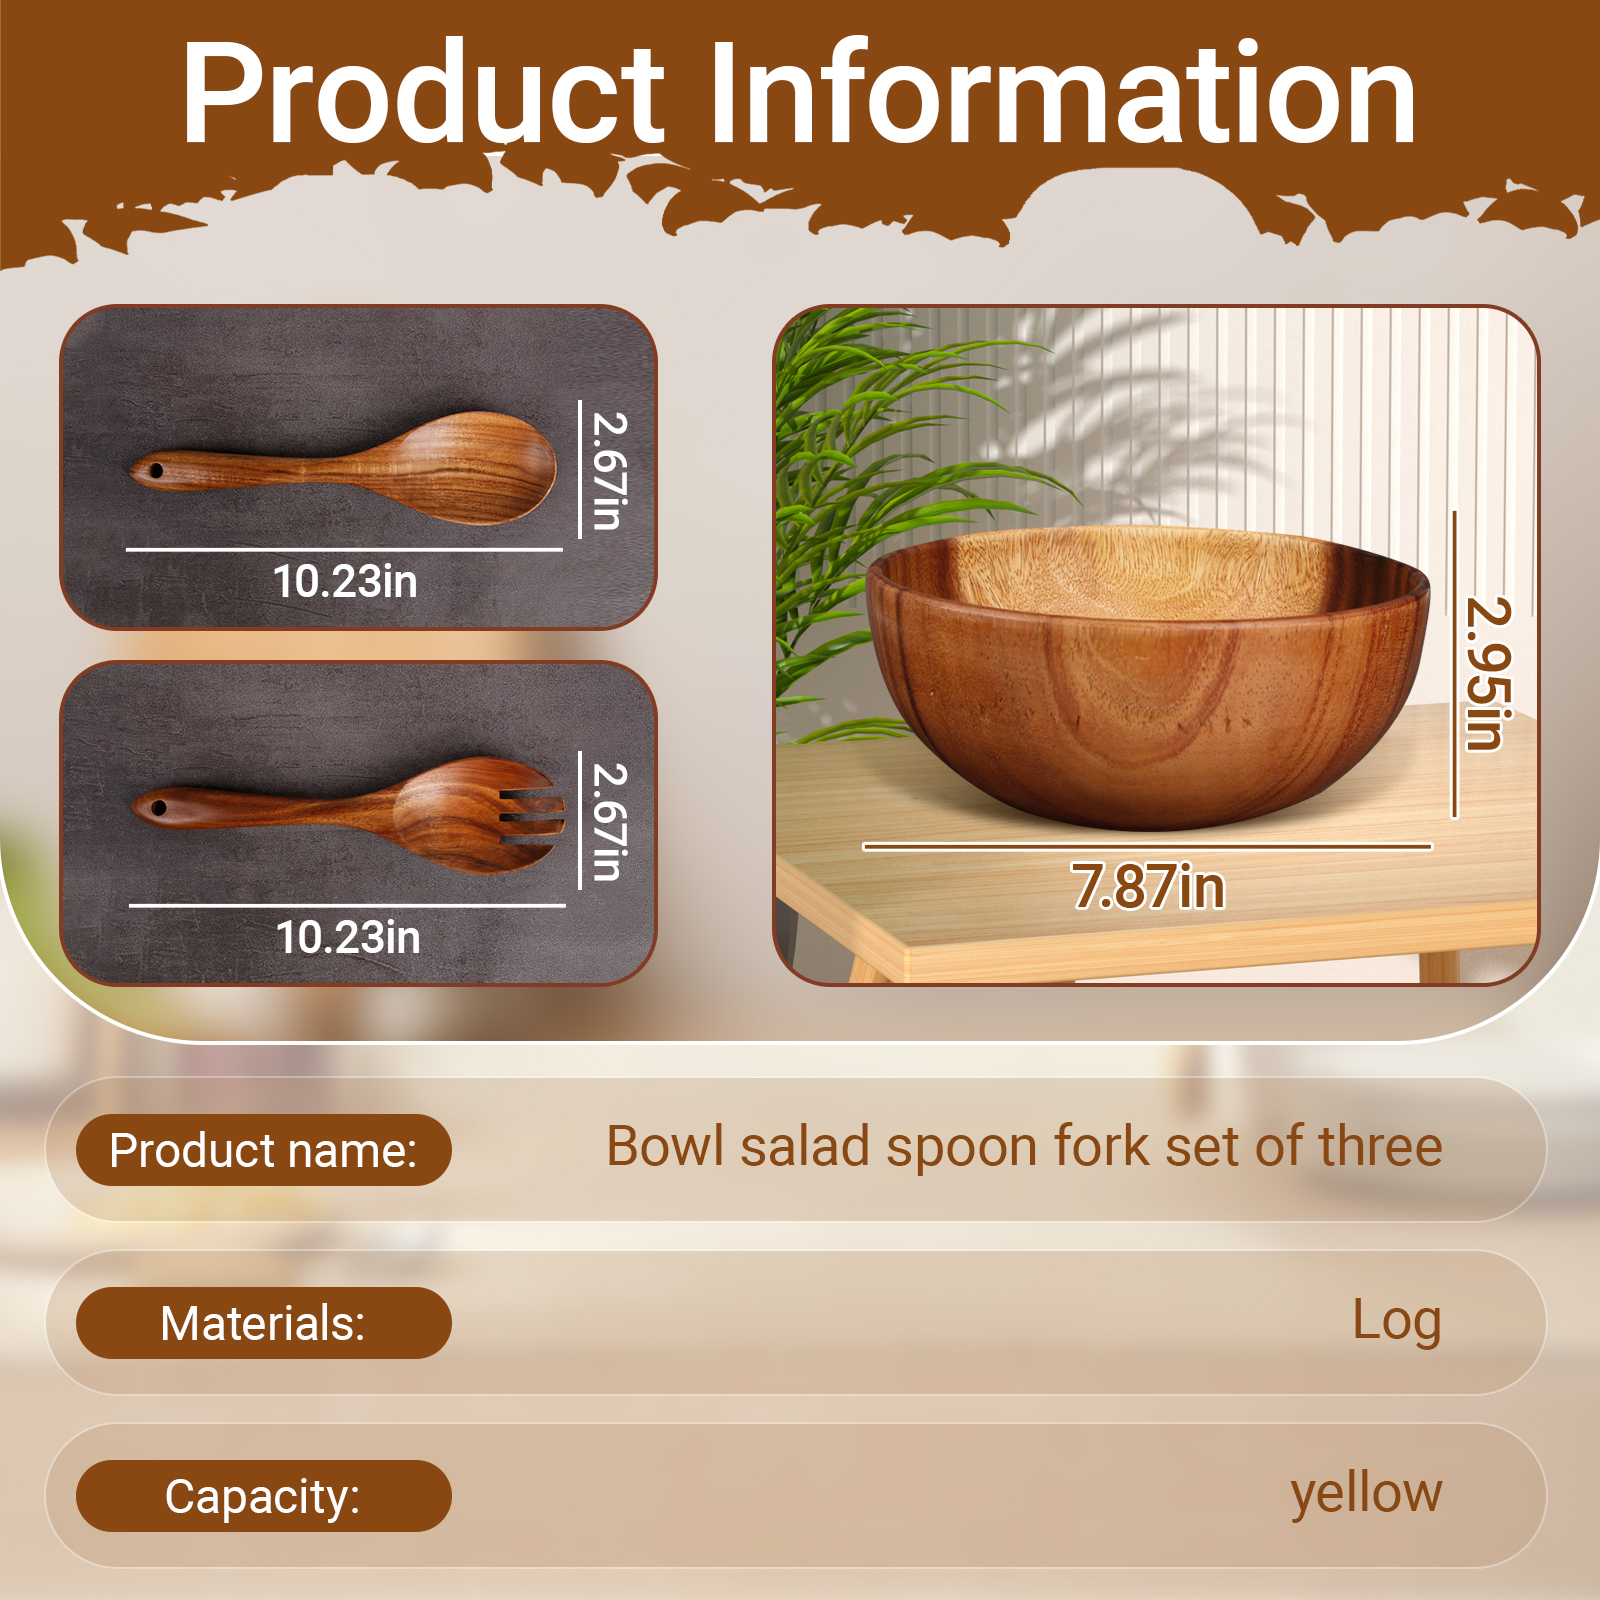 Product Information
2.67in
10.23in
2.67in
10.23in
2.95in
7.87in
Product name: Bowl salad spoon fork set of three
Materials: Log
Capacity: yellow